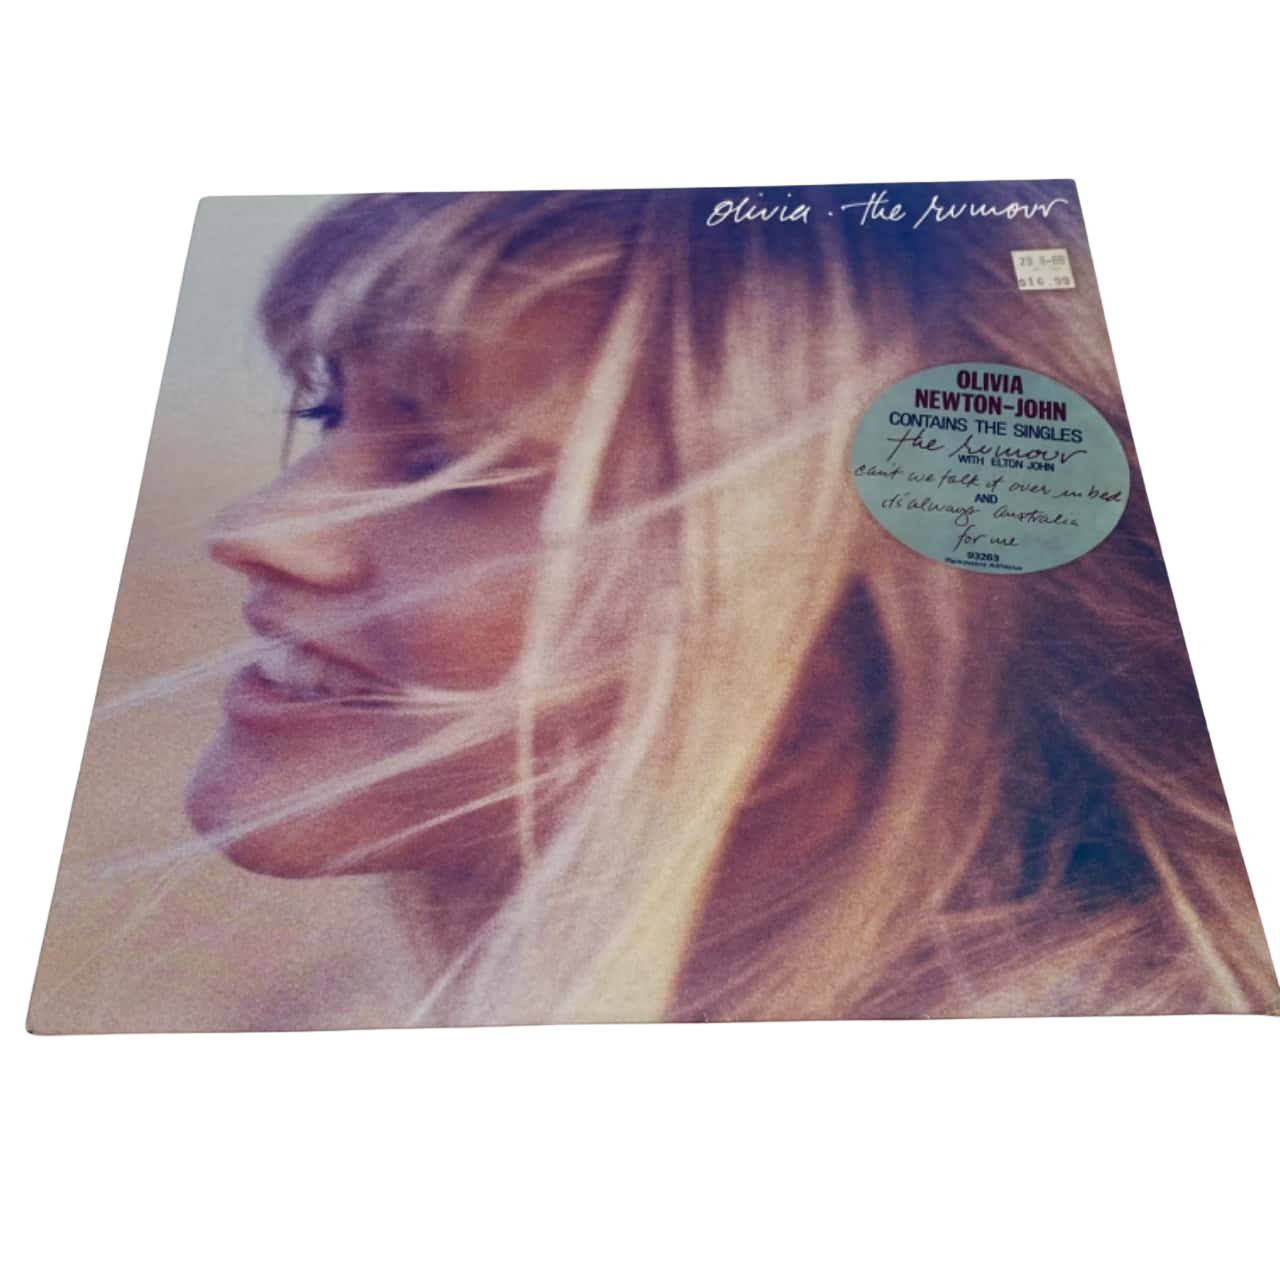 Olivia · the rumour
$16.99
OLIVIA
NEWTON-JOHN
CONTAINS THE SINGLES
the rumour
WITH ELTON JOHN
can't we talk it over in bed
AND
it's always australia
for me
93263